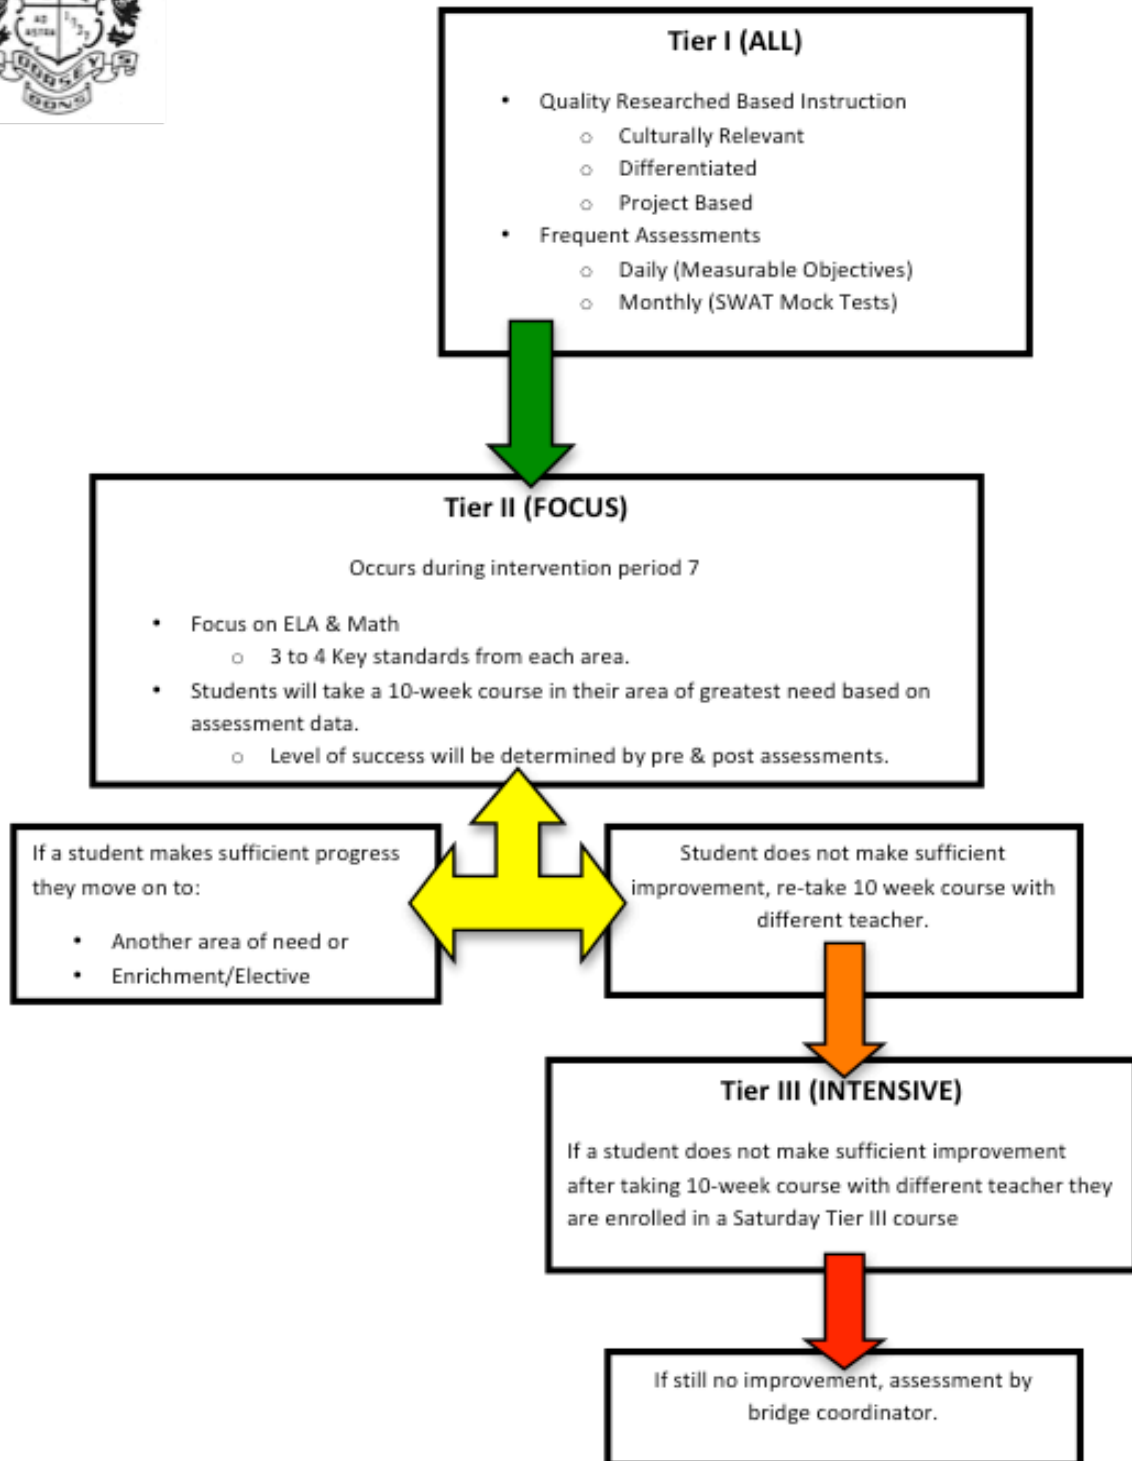 AD
ASTRA
1937
DORSEY
DONS
Tier I (ALL)
• Quality Researched Based Instruction
o Culturally Relevant
o Differentiated
o Project Based
• Frequent Assessments
o Daily (Measurable Objectives)
o Monthly (SWAT Mock Tests)
Tier II (FOCUS)
Occurs during intervention period 7
• Focus on ELA & Math
o 3 to 4 Key standards from each area.
• Students will take a 10-week course in their area of greatest need based on
assessment data.
o Level of success will be determined by pre & post assessments.
If a student makes sufficient progress
they move on to:
• Another area of need or
• Enrichment/Elective
Student does not make sufficient
improvement, re-take 10 week course with
different teacher.
Tier III (INTENSIVE)
If a student does not make sufficient improvement
after taking 10-week course with different teacher they
are enrolled in a Saturday Tier III course
If still no improvement, assessment by
bridge coordinator.